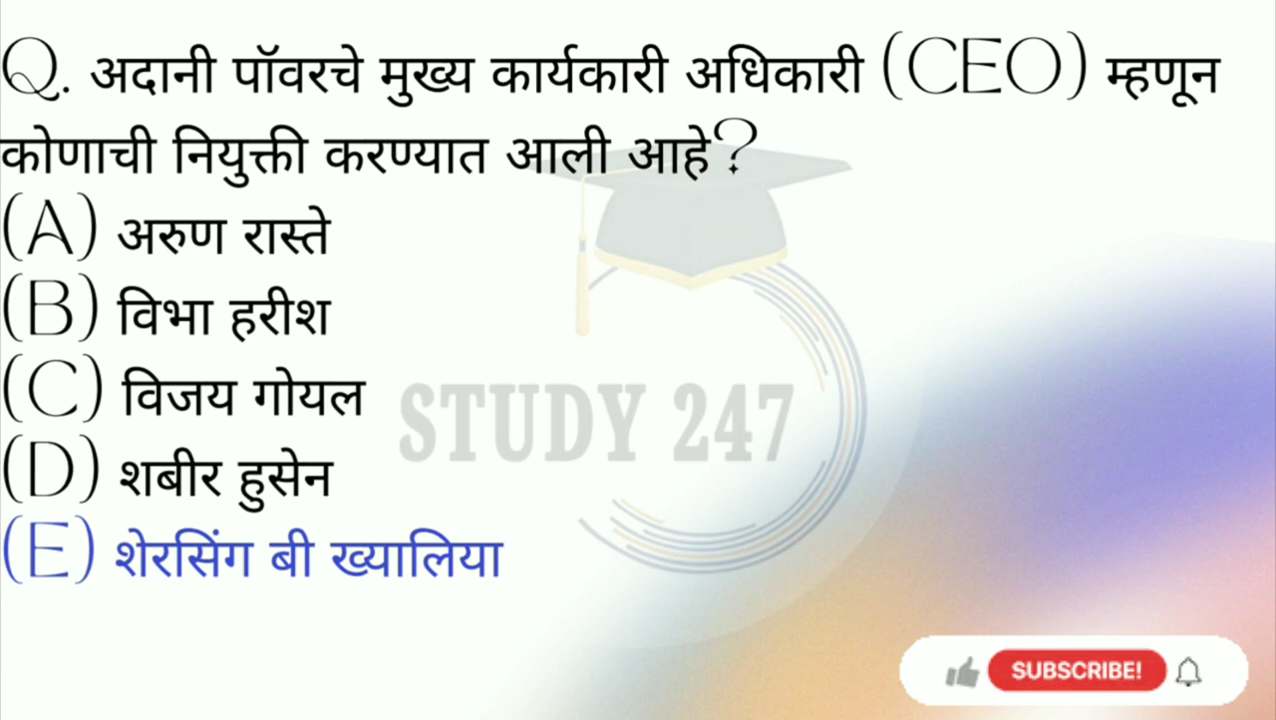 Q. अदानी पॉवरचे मुख्य कार्यकारी अधिकारी (CEO) म्हणून
कोणाची नियुक्ती करण्यात आली आहे?
(A) अरुण रास्ते
(B) विभा हरीश
(C) विजय गोयल
STUDY 247
(D) शबीर हुसेन
(E) शेरसिंग बी ख्यालिया
SUBSCRIBE!